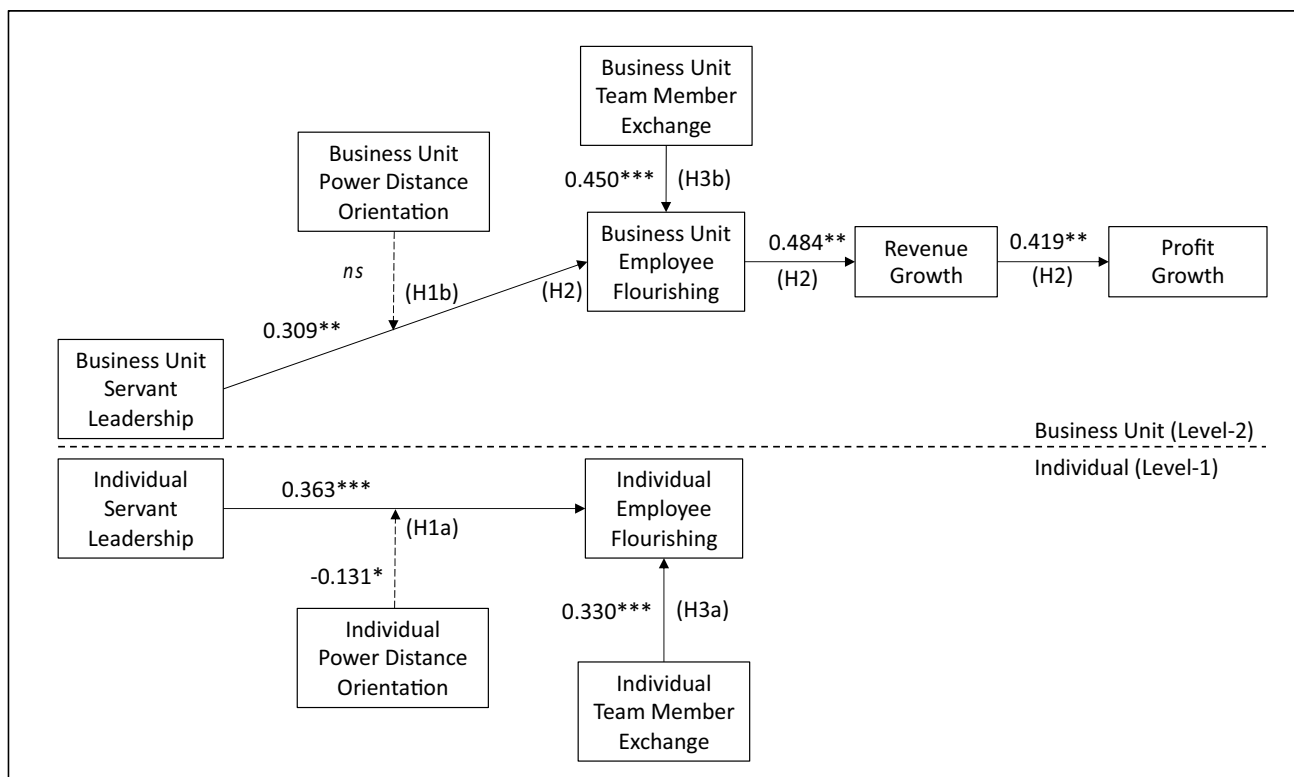 Business Unit
Team Member
Exchange
Business Unit
Power Distance
Orientation
0.450***
(H3b)
Business Unit
Employee
Flourishing
0.484**
(H2)
Revenue
Growth
0.419**
(H2)
Profit
Growth
ns
(H1b)
(H2)
0.309**
Business Unit
Servant
Leadership
Business Unit (Level-2)
Individual (Level-1)
Individual
Servant
Leadership
0.363***
(H1a)
Individual
Employee
Flourishing
-0.131*
Individual
Power Distance
Orientation
0.330***
(H3a)
Individual
Team Member
Exchange